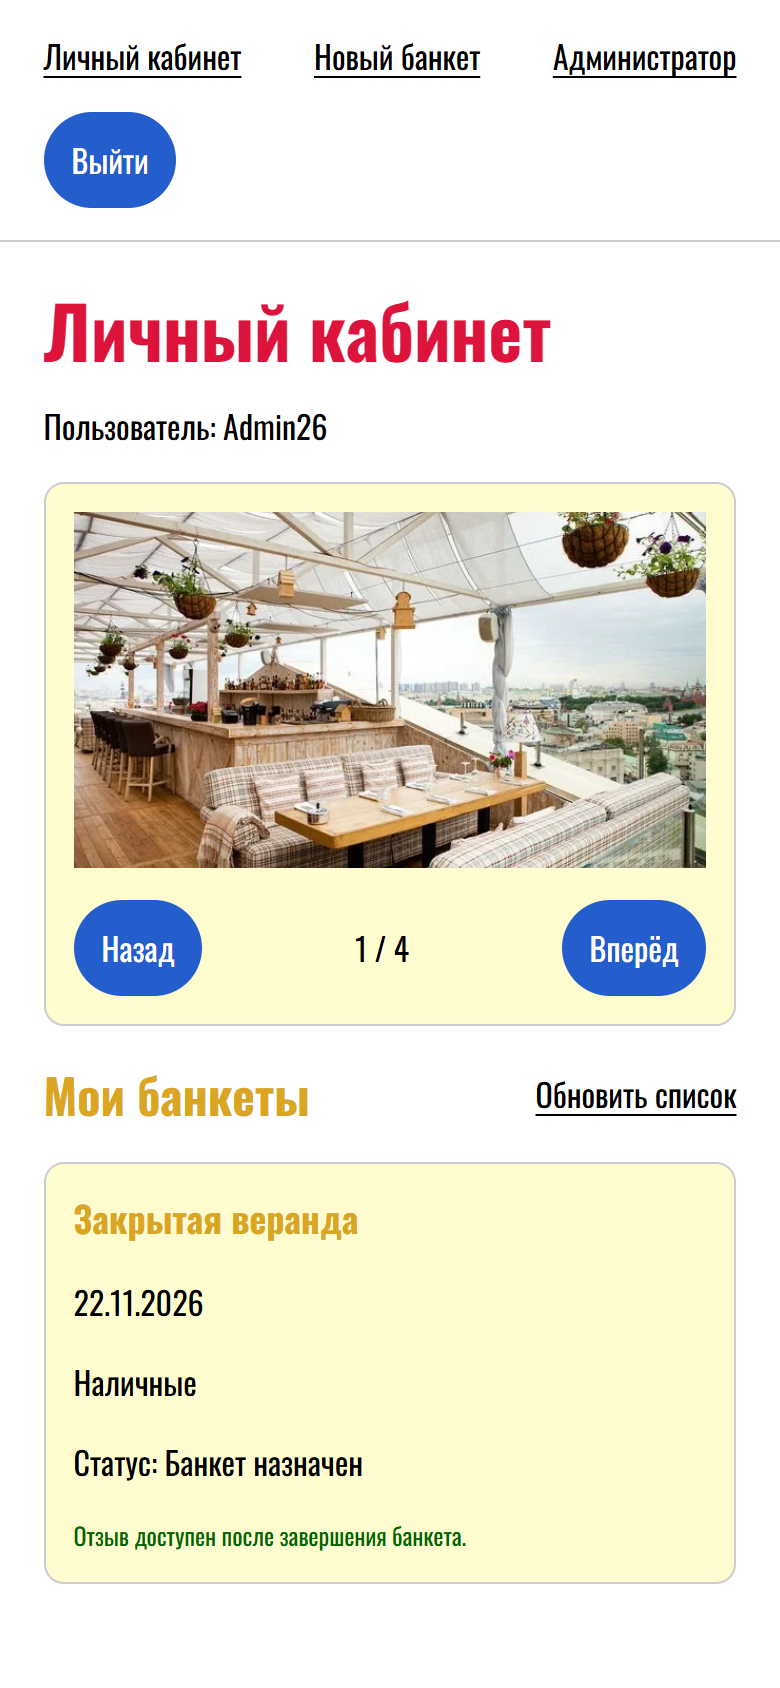 Личный кабинет Новый банкет Администратор
Выйти
Личный кабинет
Пользователь: Admin26
Назад 1 / 4 Вперёд
Мои банкеты Обновить список
Закрытая веранда
22.11.2026
Наличные
Статус: Банкет назначен
Отзыв доступен после завершения банкета.